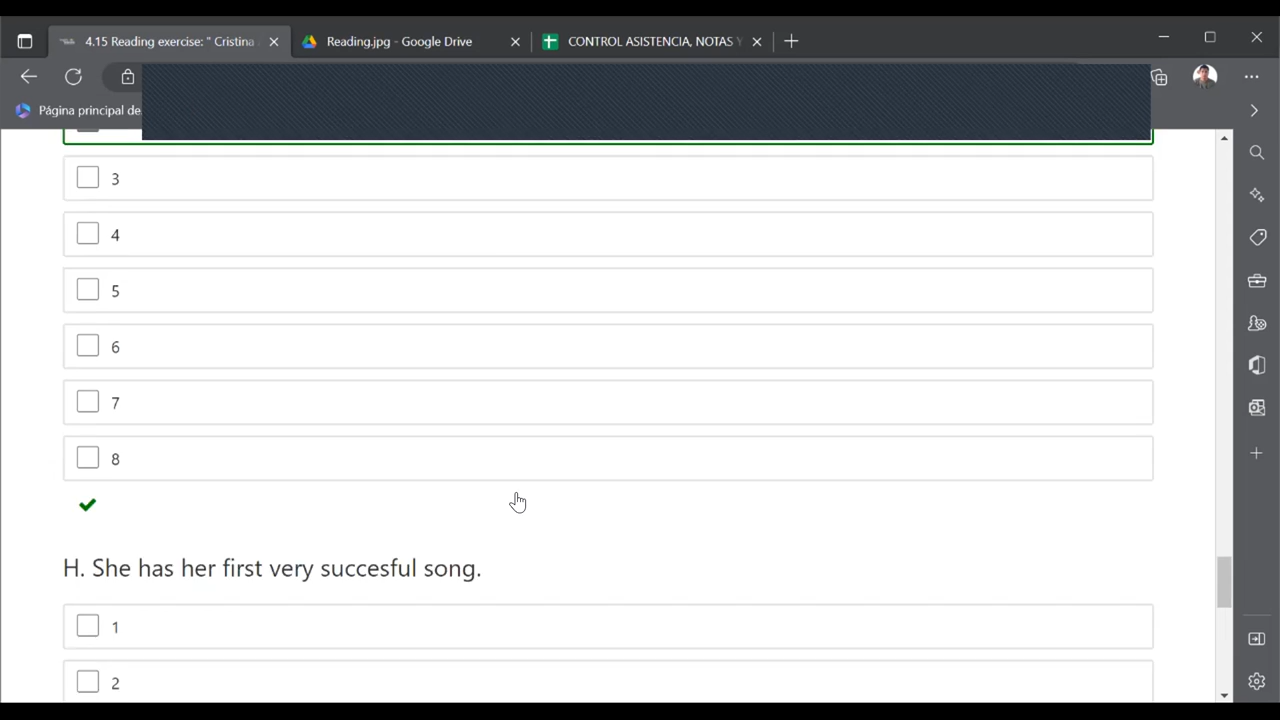 4.15 Reading exercise: " Cristina
Reading.jpg - Google Drive
CONTROL ASISTENCIA, NOTAS Y
Página principal de
3
4
5
6
7
8
H. She has her first very succesful song.
1
2